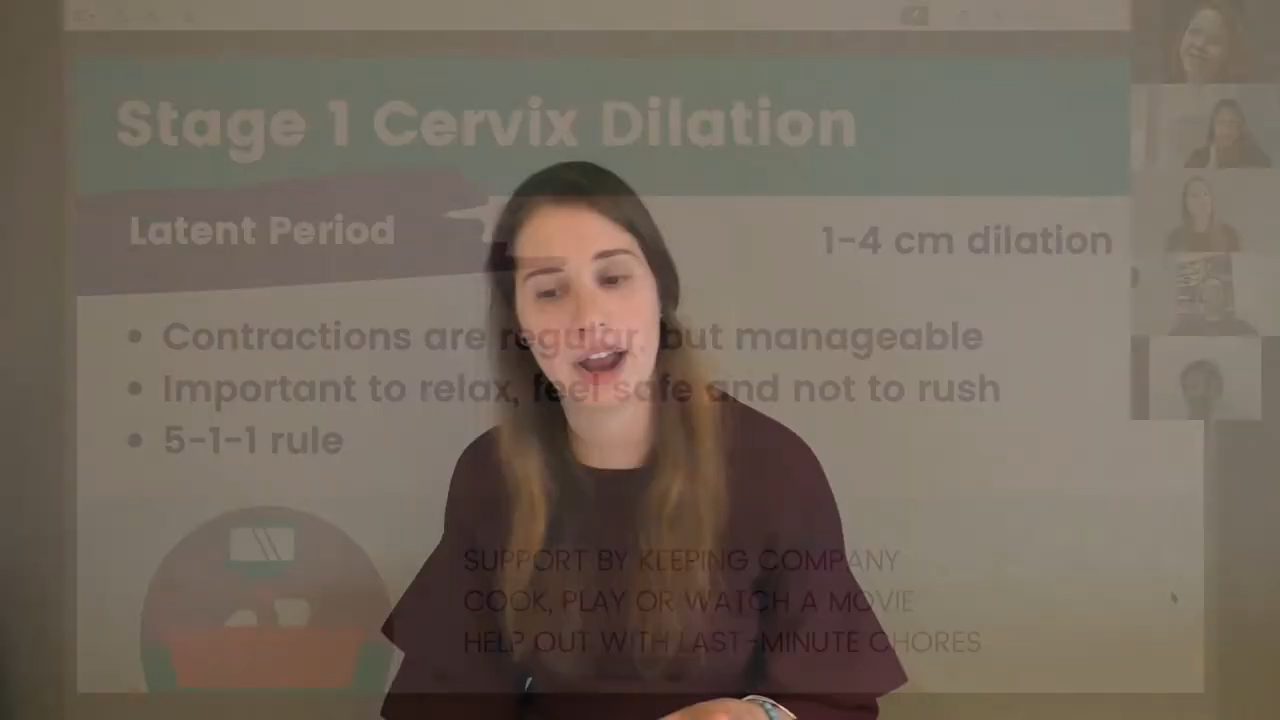 Stage 1 Cervix Dilation
Latent Period
1-4 cm dilation
• Contractions are regular, but manageable
• Important to relax, feel safe and not to rush
• 5-1-1 rule
SUPPORT BY KEEPING COMPANY
COOK, PLAY OR WATCH A MOVIE
HELP OUT WITH LAST-MINUTE CHORES